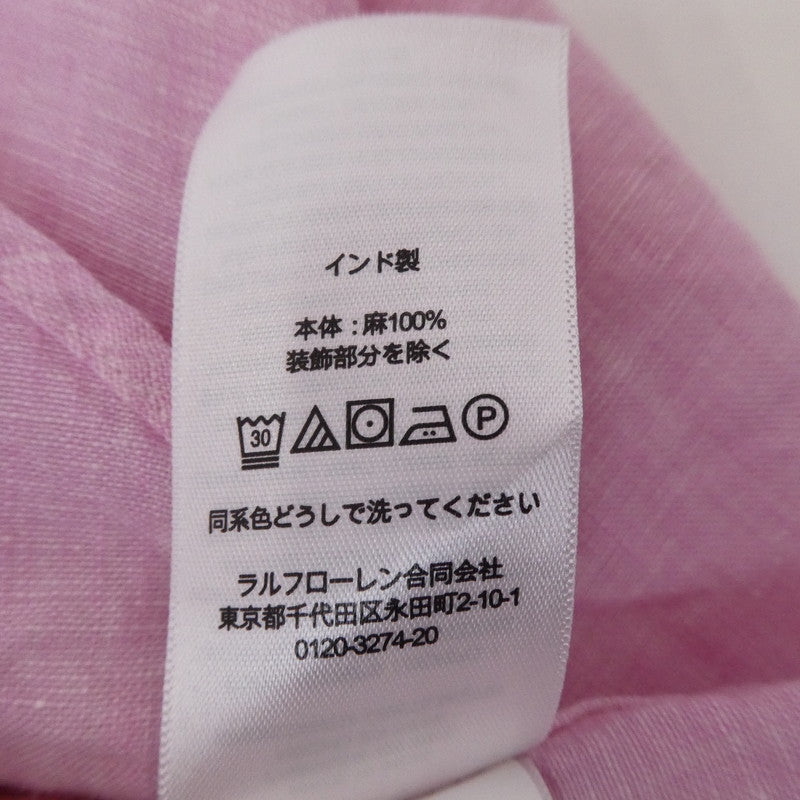 インド製
本体：麻100%
装飾部分を除く
30 P
同系色どうしで洗ってください
ラルフローレン合同会社
東京都千代田区永田町2-10-1
0120-3274-20